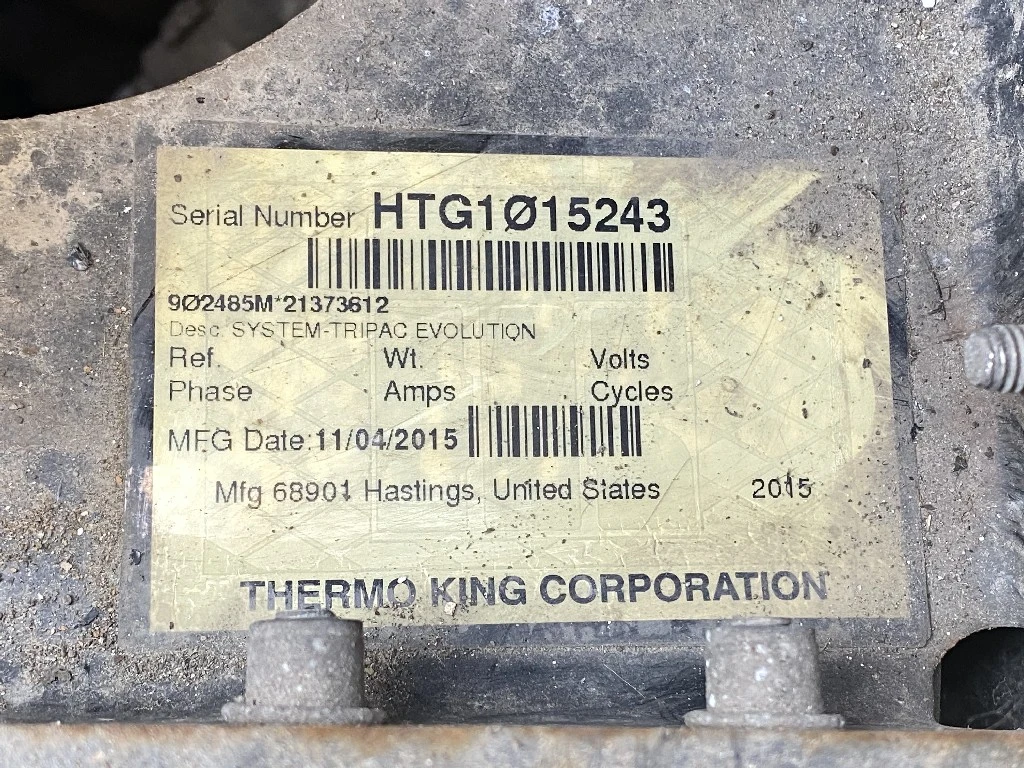 Serial Number HTG1Ø15243
9Ø2485M*21373612
Desc. SYSTEM-TRIPAC EVOLUTION
Ref. Wt. Volts
Phase Amps Cycles
MFG Date:11/04/2015
Mfg 68901 Hastings, United States 2015
THERMO KING CORPORATION